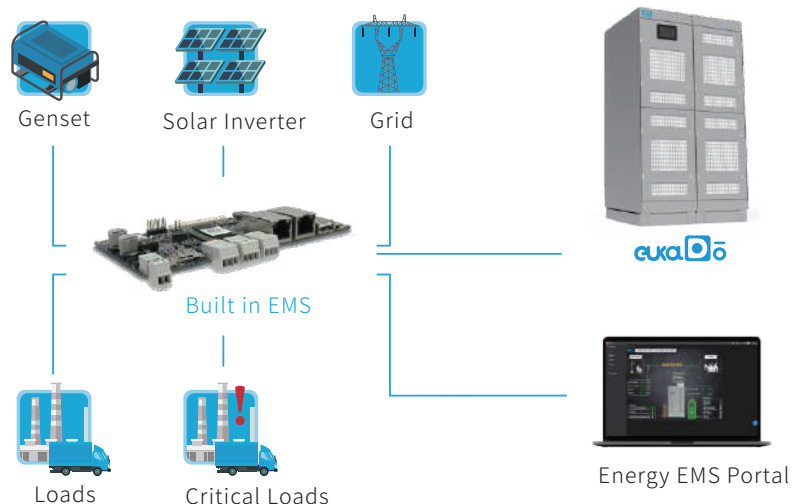 Genset
Solar Inverter
Grid
eukaDō
Built in EMS
Loads
Critical Loads
Energy EMS Portal